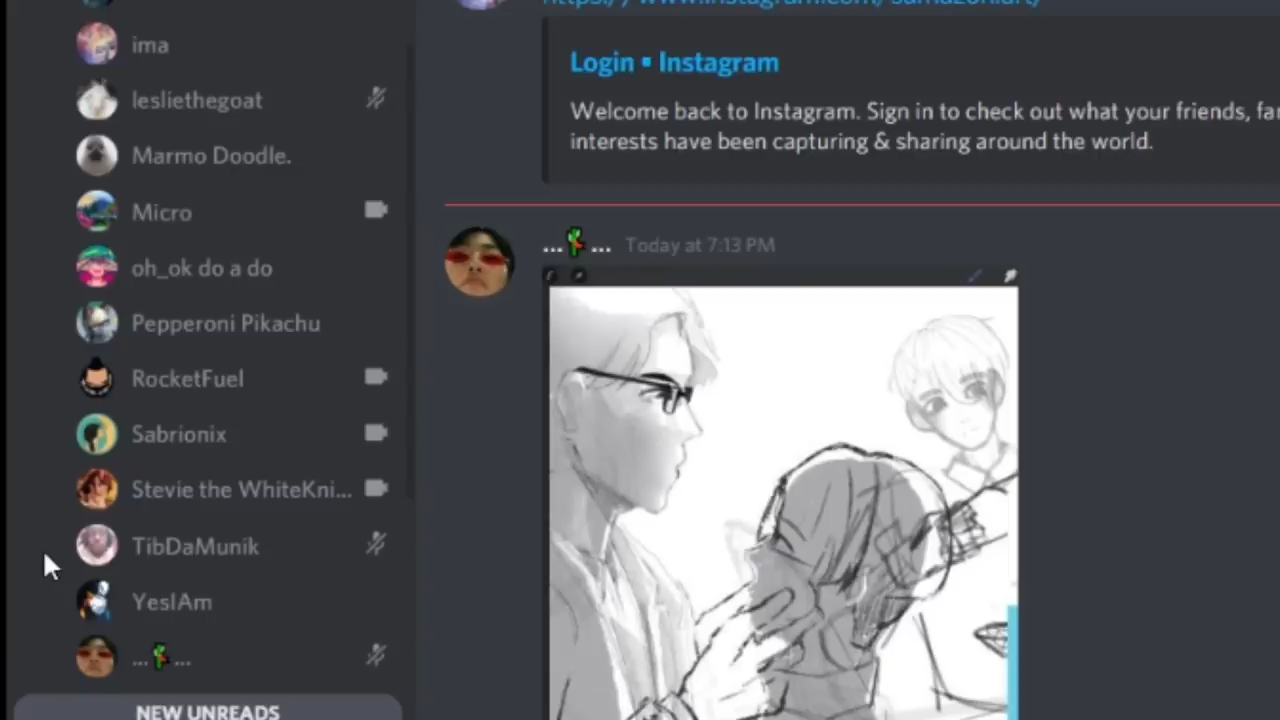 ima
lesliethegoat
Marmo Doodle.
Micro
oh_ok do a do
Pepperoni Pikachu
RocketFuel
Sabrionix
Stevie the WhiteKni...
TibDaMunik
YesIAm
... ...
NEW UNREADS
Login • Instagram
Welcome back to Instagram. Sign in to check out what your friends,
interests have been capturing & sharing around the world.
... ... Today at 7:13 PM